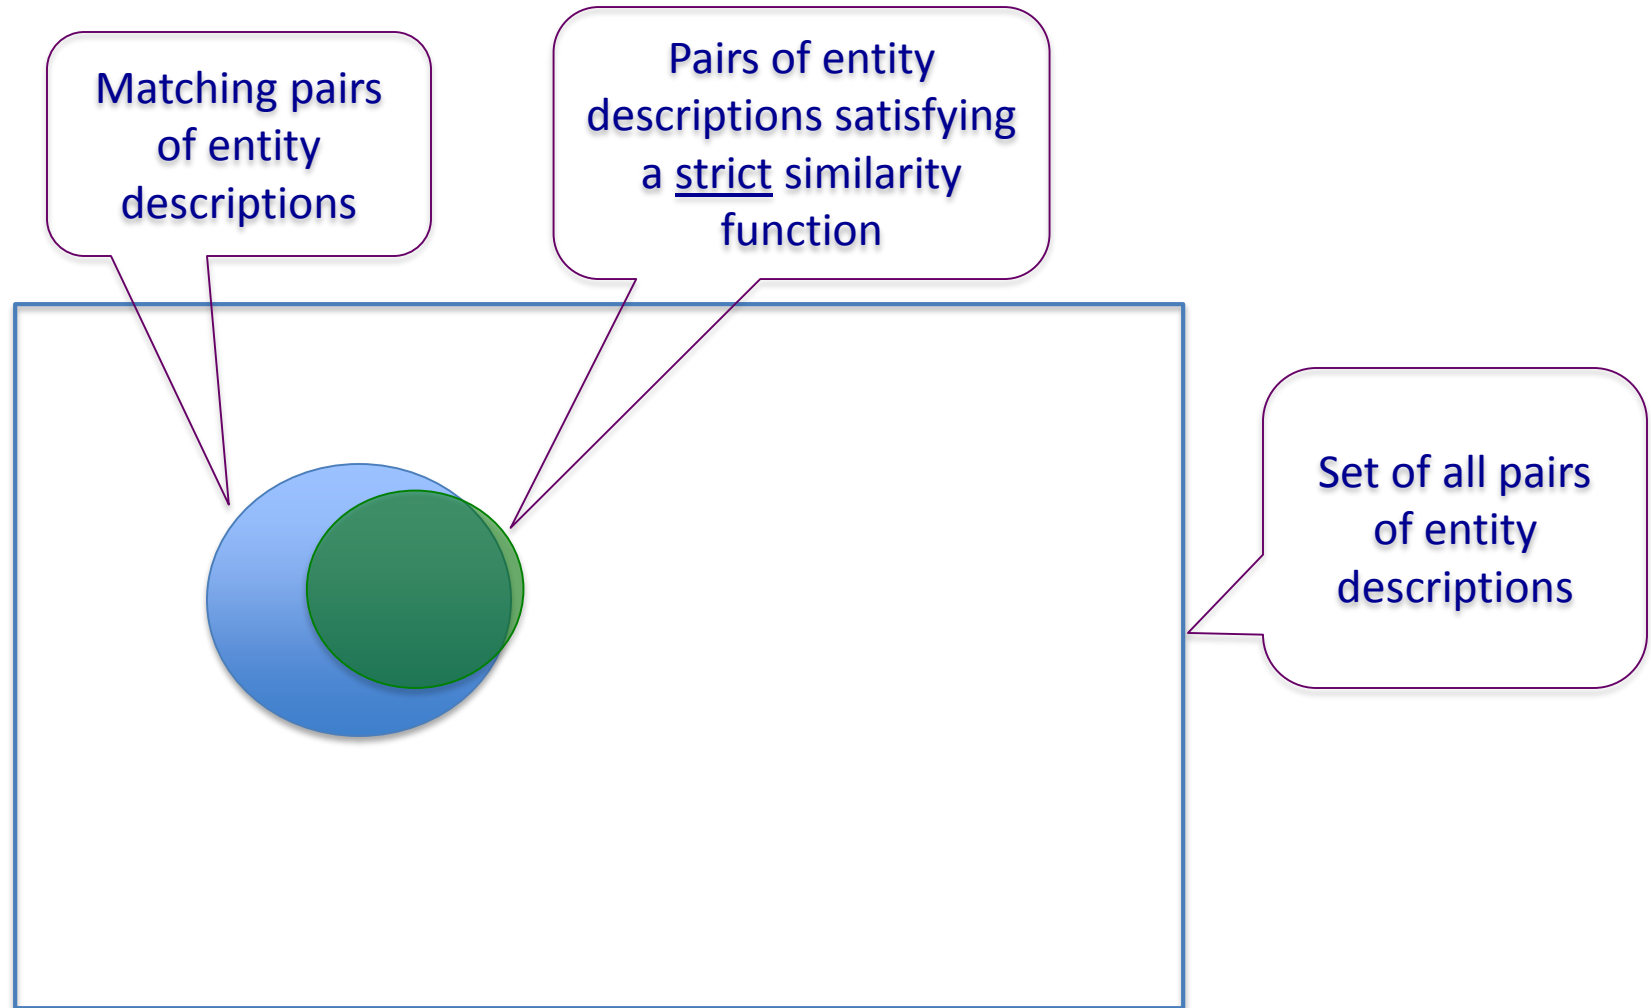 Matching pairs
of entity
descriptions
Pairs of entity
descriptions satisfying
a strict similarity
function
Set of all pairs
of entity
descriptions